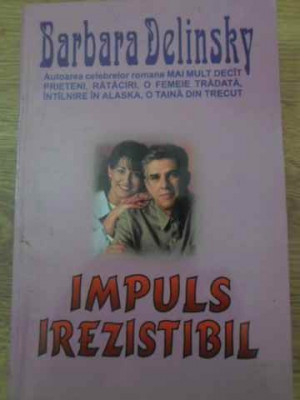 Barbara Delinsky
Autoarea celebrelor romane MAI MULT DECÎT
PRIETENI, RĂTĂCIRI, O FEMEIE TRĂDATĂ,
ÎNTÎLNIRE ÎN ALASKA, O TAINĂ DIN TRECUT
IMPULS
IREZISTIBIL